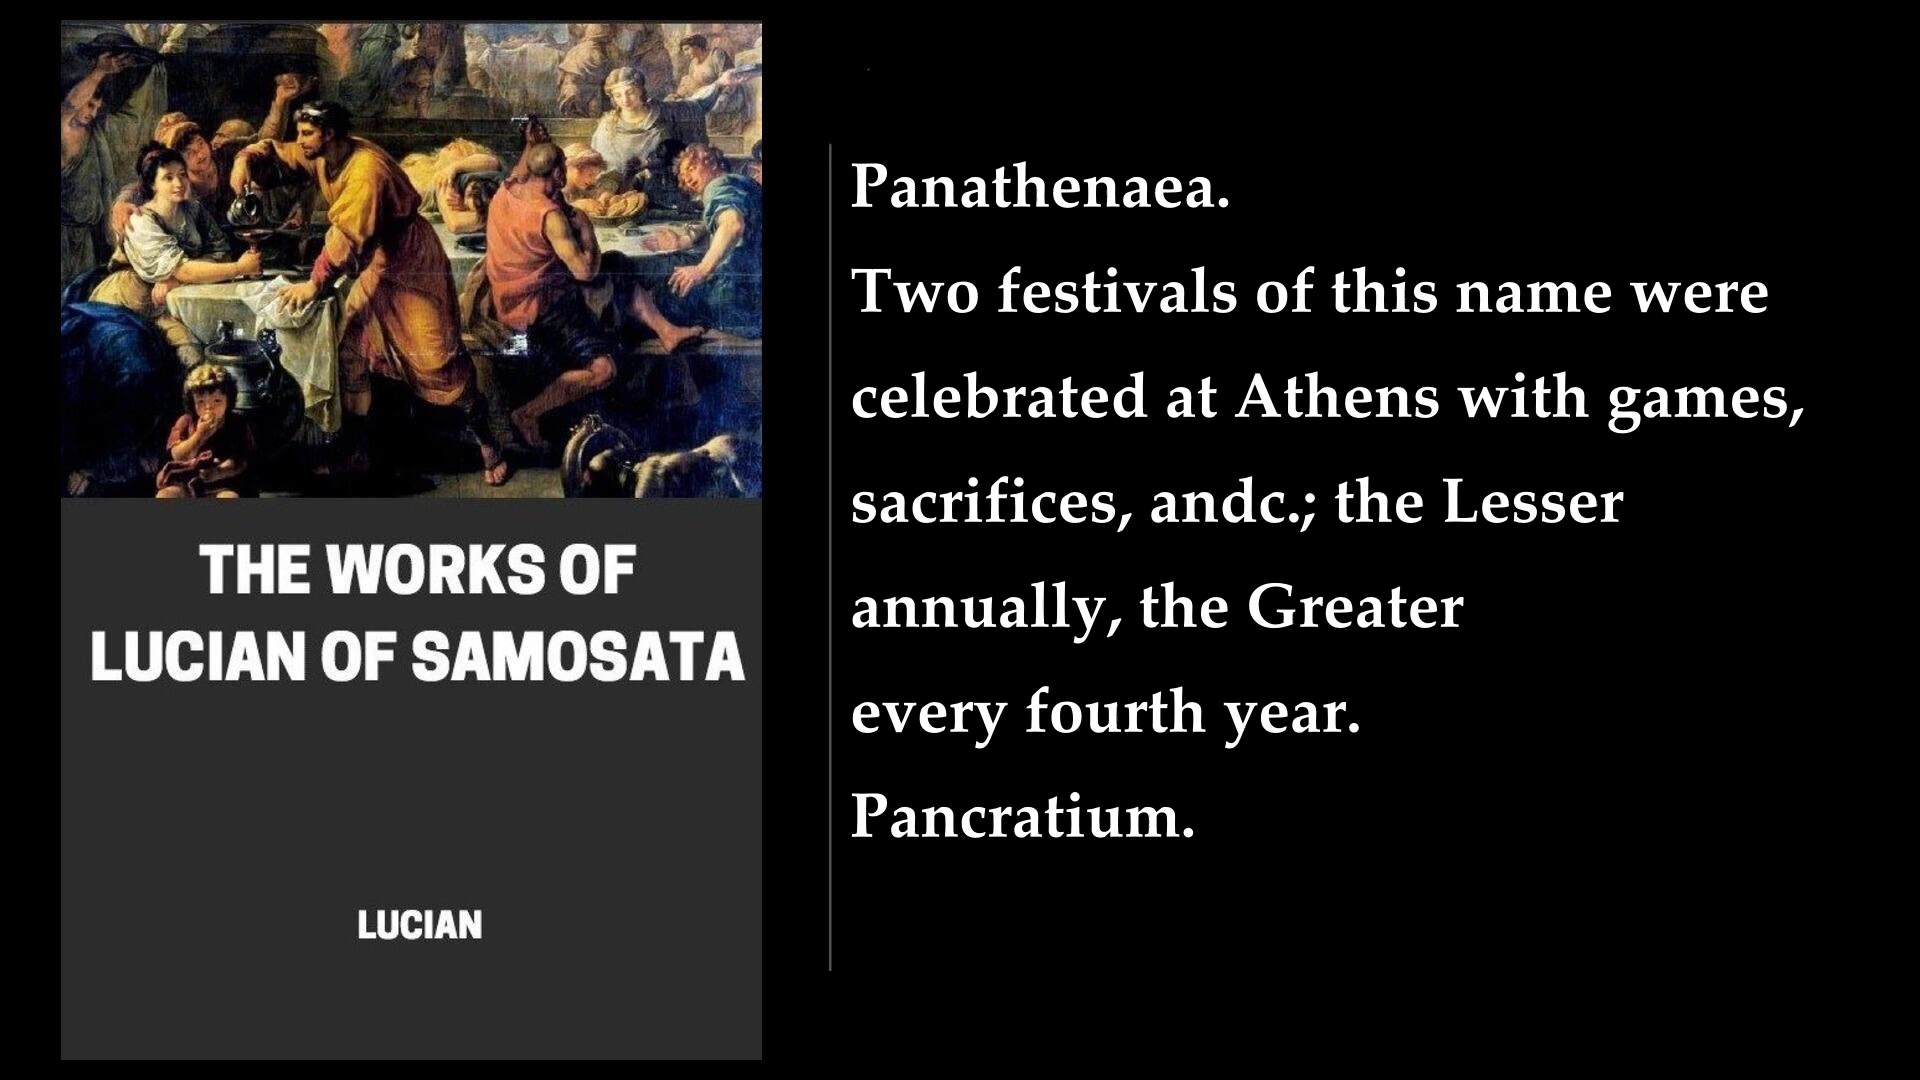 THE WORKS OF
LUCIAN OF SAMOSATA
LUCIAN
Panathenaea.
Two festivals of this name were
celebrated at Athens with games,
sacrifices, andc.; the Lesser
annually, the Greater
every fourth year.
Pancratium.